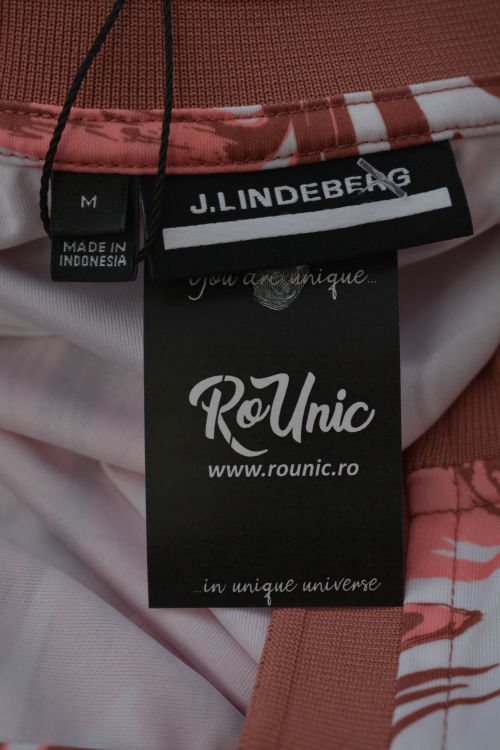 M
MADE IN
INDONESIA
J.LINDEBERG
You are unique...
RoUnic
www.rounic.ro
...in unique universe